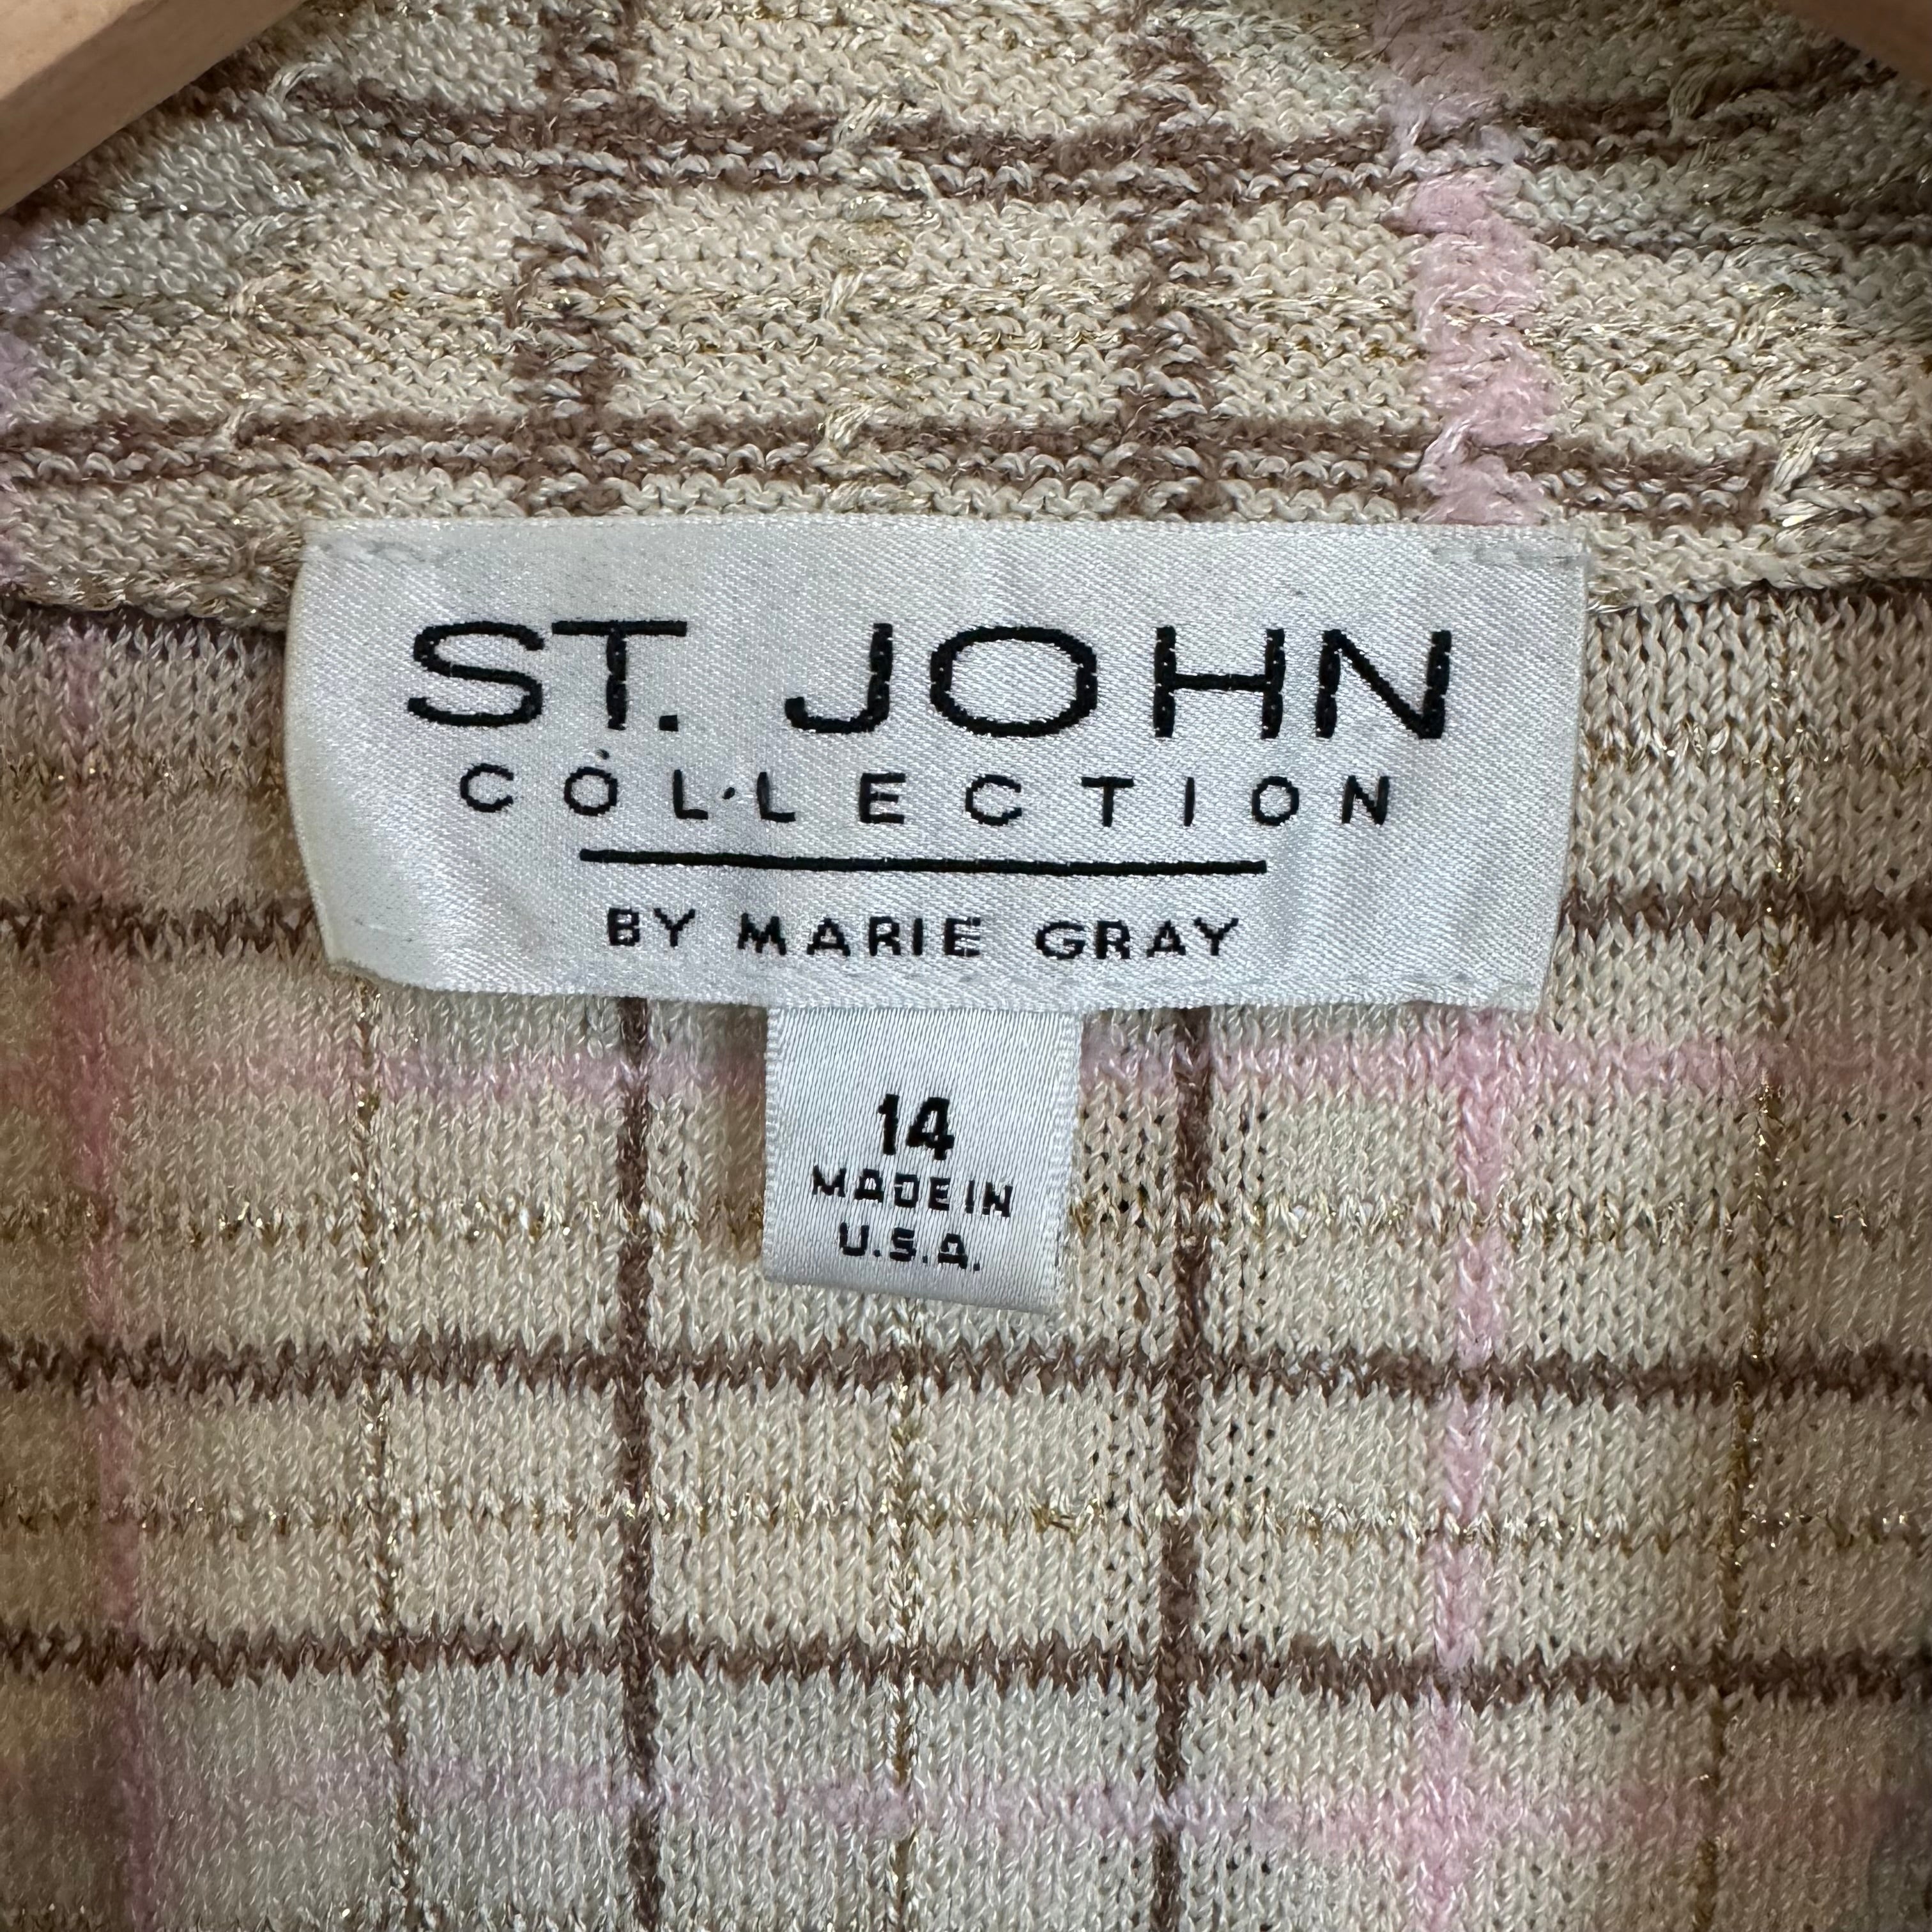 ST. JOHN
COLLECTION
BY MARIE GRAY
14
MADE IN
U.S.A.